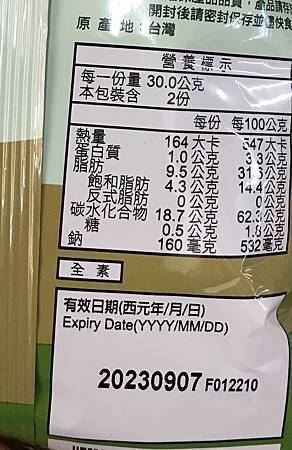 開封後請密封保存並盡快食
原產地:台灣
營養標示
每一份量 30.0公克
本包裝含 2份
每份 每100公克
熱量 164大卡 547大卡
蛋白質 1.0公克 3.3公克
脂肪 9.5公克 31.8公克
飽和脂肪 4.3公克 14.4公克
反式脂肪 0公克 0公克
碳水化合物 18.7公克 62.3公克
糖 0.5公克 1.8公克
鈉 160毫克 532毫克
全素
有效日期(西元年/月/日)
Expiry Date(YYYY/MM/DD)
20230907 F012210